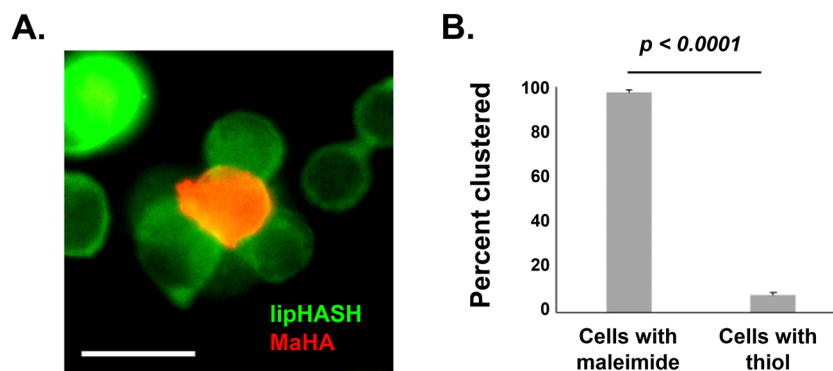 A.
lipHASH
MaHA
B.
p < 0.0001
Percent clustered
100
80
60
40
20
0
Cells with
maleimide
Cells with
thiol